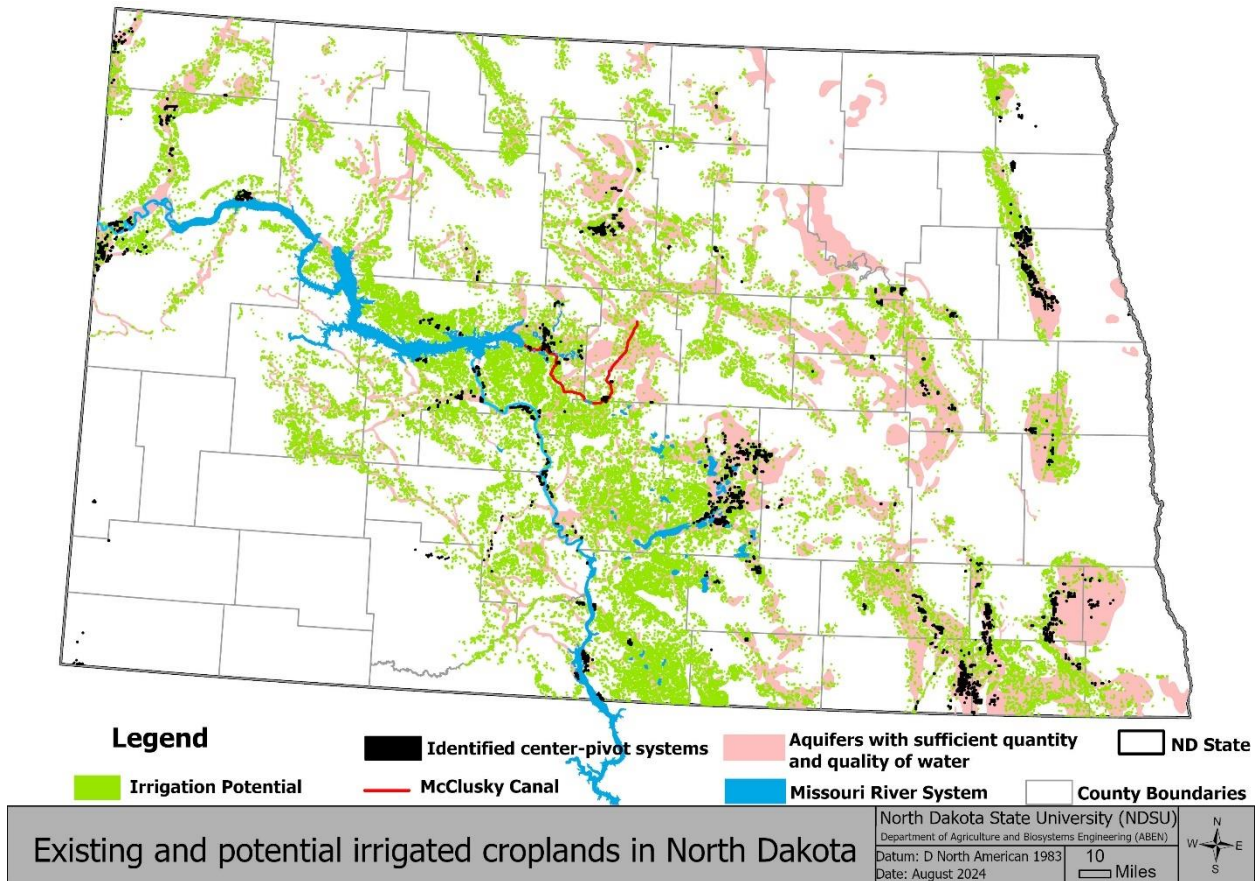 Legend
Identified center-pivot systems
Aquifers with sufficient quantity
and quality of water
ND State
Irrigation Potential
McClusky Canal
Missouri River System
County Boundaries
Existing and potential irrigated croplands in North Dakota
North Dakota State University (NDSU)
Department of Agriculture and Biosystems Engineering (ABEN)
Datum: D North American 1983
Date: August 2024
10
Miles
N
W
E
S